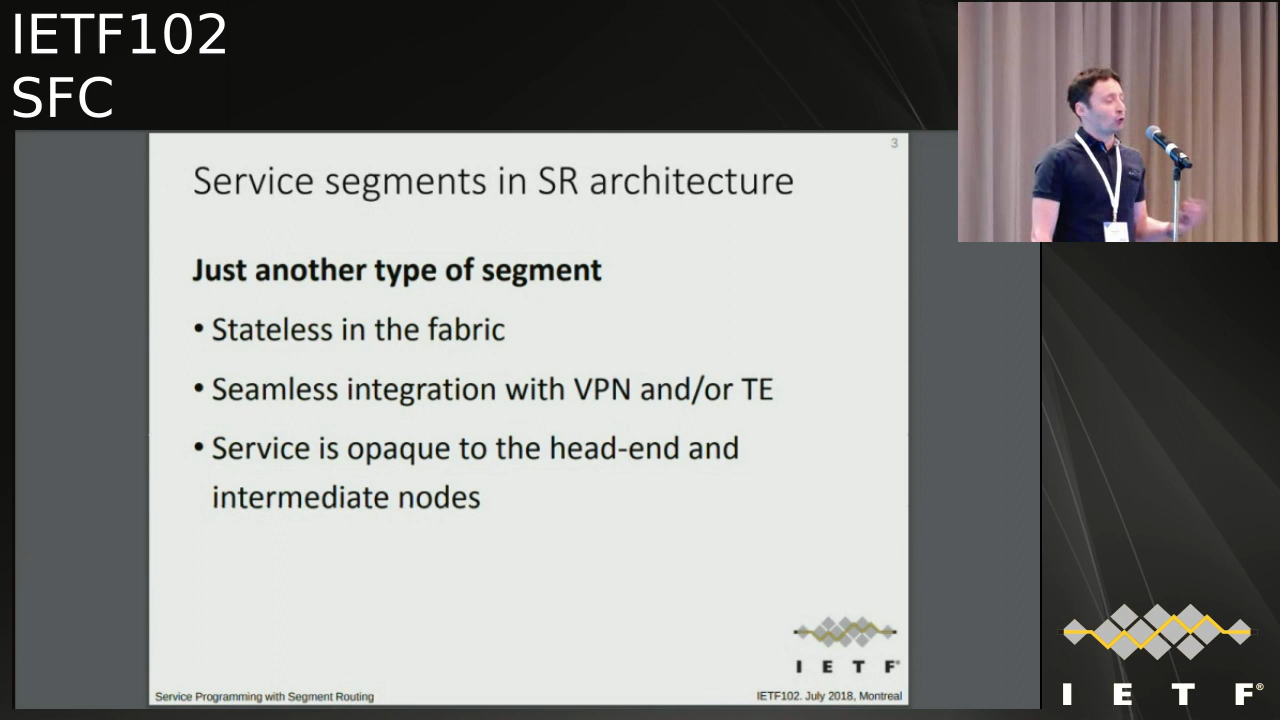 IETF102
SFC
3
Service segments in SR architecture
Just another type of segment
• Stateless in the fabric
• Seamless integration with VPN and/or TE
• Service is opaque to the head-end and
intermediate nodes
I E T F®
Service Programming with Segment Routing
IETF102. July 2018, Montreal
I E T F®